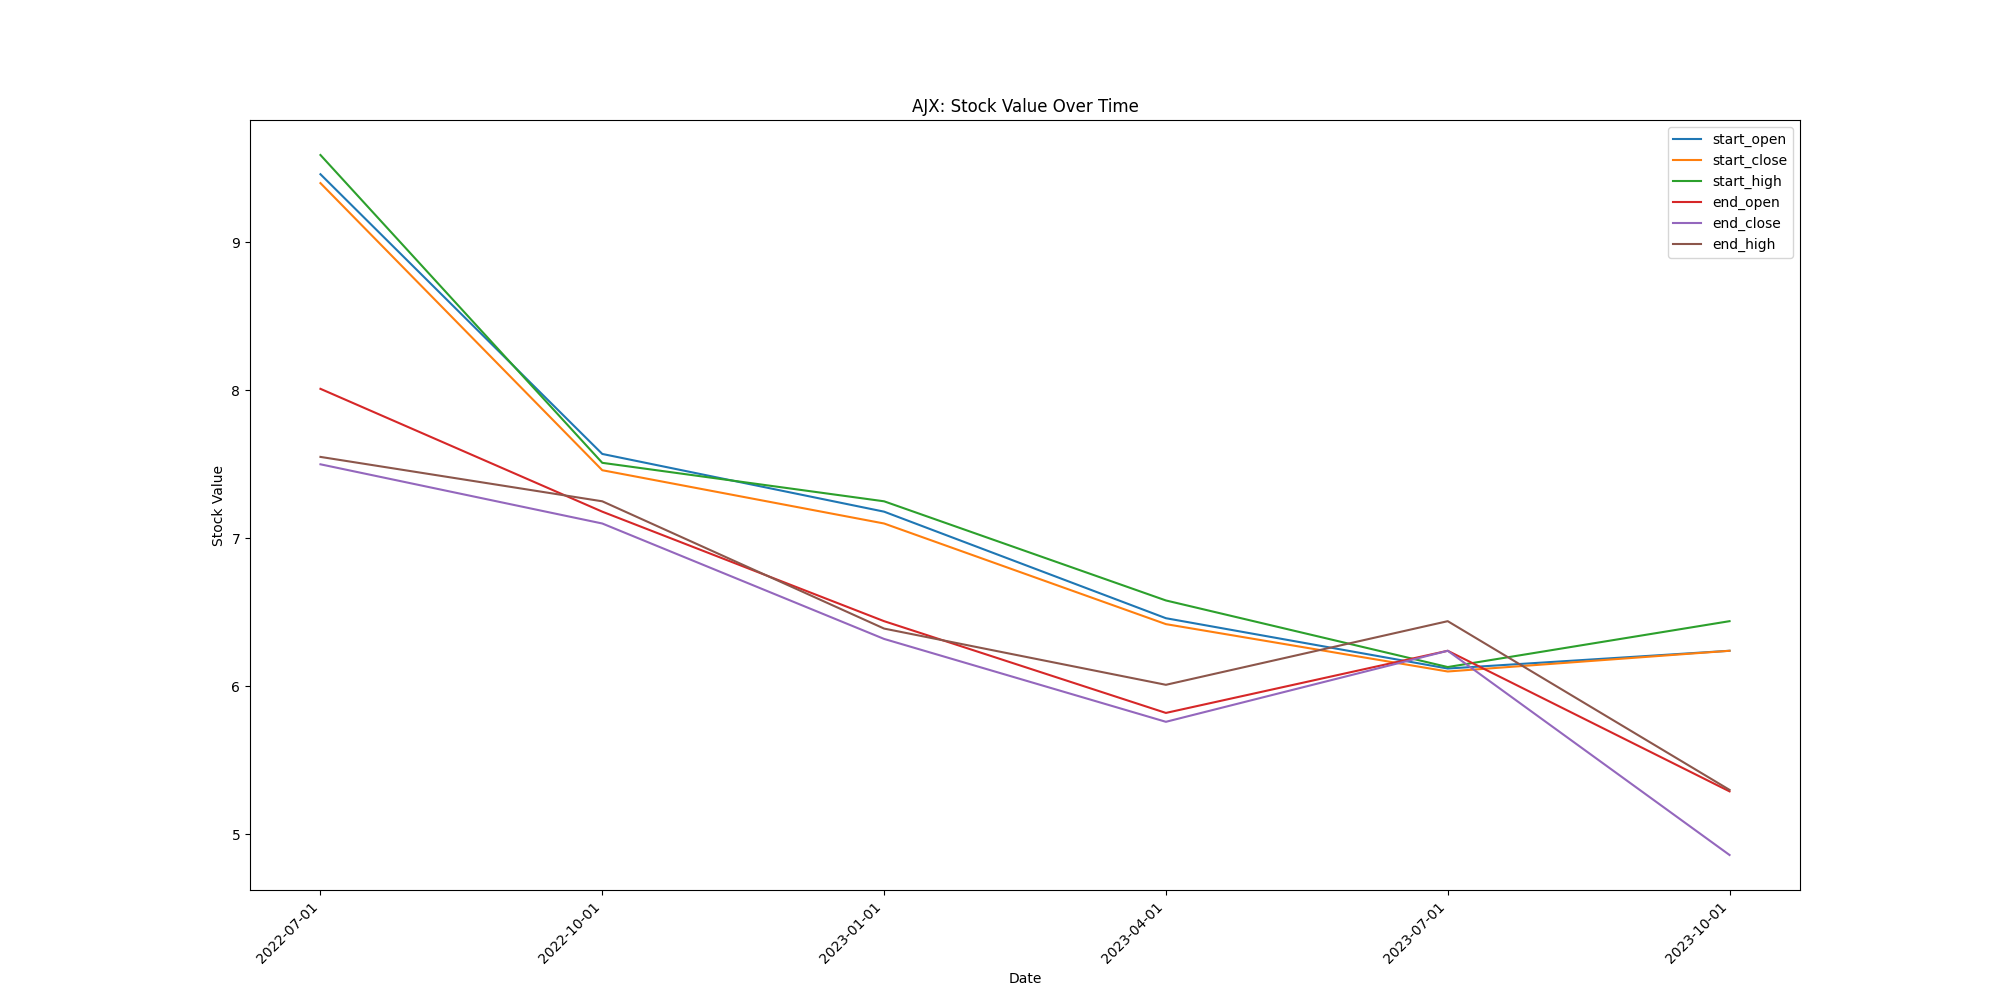 AJX: Stock Value Over Time
start_open
start_close
start_high
end_open
end_close
end_high
Stock Value
9
8
7
6
5
2022-07-01
2022-10-01
2023-01-01
2023-04-01
2023-07-01
2023-10-01
Date